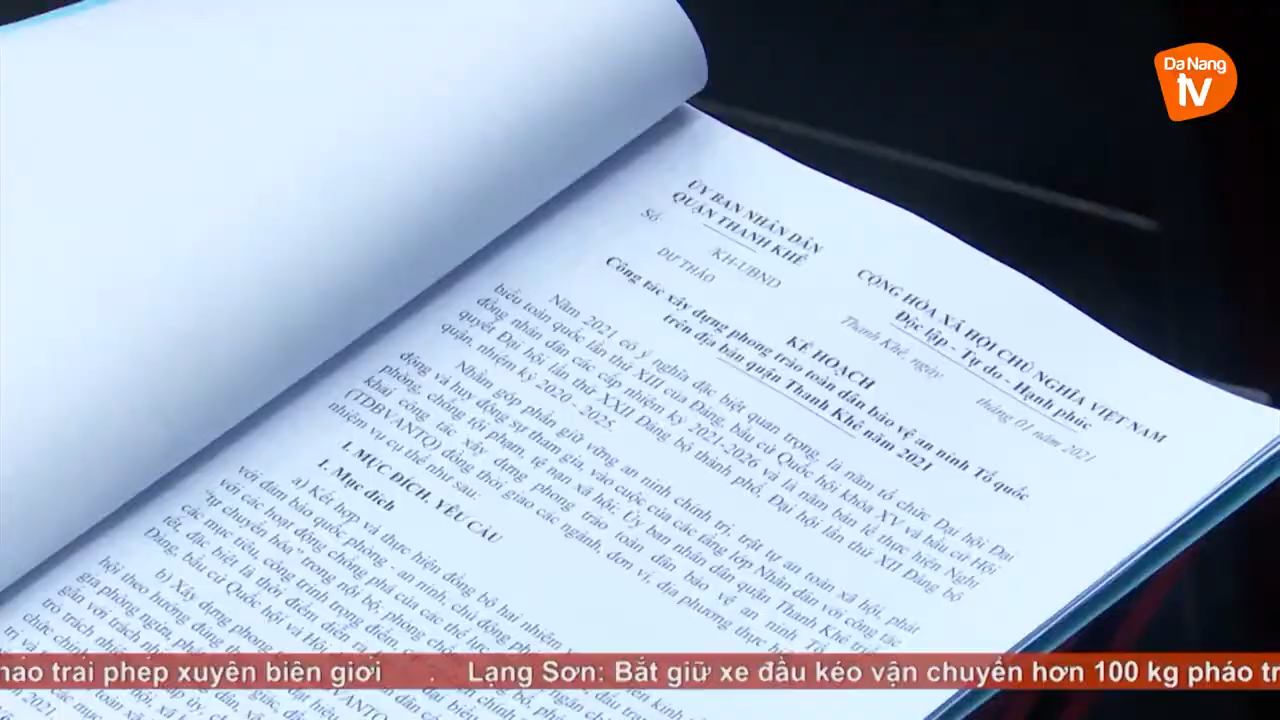 Da Nang
tv
ỦY BAN NHÂN DÂN
QUẬN THANH KHÊ
Số KH-UBND
DỰ THẢO
CỘNG HÒA XÃ HỘI CHỦ NGHĨA VIỆT NAM
Độc lập - Tự do - Hạnh phúc
Thanh Khê, ngày tháng 01 năm 2021
KẾ HOẠCH
Công tác xây dựng phong trào toàn dân bảo vệ an ninh Tổ quốc
trên địa bàn quận Thanh Khê năm 2021
Năm 2021 có ý nghĩa đặc biệt quan trọng, là năm tổ chức Đại hội Đại
biểu toàn quốc lần thứ XIII của Đảng, bầu cử Quốc hội khóa XV và bầu cử Hội
đồng nhân dân các cấp nhiệm kỳ 2021-2026 và là năm bản lề thực hiện Nghị
quyết Đại hội lần thứ XXII Đảng bộ thành phố, Đại hội lần thứ XII Đảng bộ
quận, nhiệm kỳ 2020 - 2025.
Nhằm góp phần giữ vững an ninh chính trị, trật tự an toàn xã hội, phát
động và huy động sự tham gia, vào cuộc của các tầng lớp Nhân dân với công tác
phòng, chống tội phạm, tệ nạn xã hội; Ủy ban nhân dân quận Thanh Khê triển
khai công tác xây dựng phong trào toàn dân bảo vệ an ninh Tổ
(TDBVANTQ) đồng thời giao các ngành, đơn vị, địa phương thực
nhiệm vụ cụ thể như sau:
I. MỤC ĐÍCH, YÊU CẦU
1. Mục đích
a) Kết hợp và thực hiện đồng bộ hai nhiệm
với đảm bảo quốc phòng - an ninh, chủ động
với các hoạt động chống phá của các thế lực
"tự chuyển hóa" trong nội bộ; phòng
các mục tiêu, công trình trọng điểm,
tốt, đặc biệt là thời điểm diễn ra
Đảng, bầu cử Quốc hội và Hội
b) Xây dựng phong
hội theo hướng đúng
gia phòng ngừa,
gắn với trách
trò trách
chức
háo trái phép xuyên biên giới . Lạng Sơn: Bắt giữ xe đầu kéo vận chuyển hơn 100 kg pháo tr